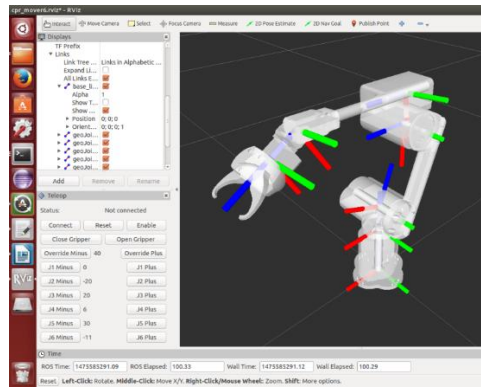 cpr_mover6.rviz* - RViz
Interact Move Camera Select Focus Camera Measure 2D Pose Estimate 2D Nav Goal Publish Point
Displays
TF Prefix
Links
Link Tree ... Links in Alphabetic ...
Expand Li...
All Links E...
base_li...
Alpha 1
Show T...
Show ...
Position 0; 0; 0
Orient... 0; 0; 0; 1
geoJoi...
geoJoi...
geoJoi...
geoJoi...
geoJoi...
Add Remove Rename
Teleop
Status: Not connected
Connect Reset Enable
Close Gripper Open Gripper
Override Minus 40 Override Plus
J1 Minus 0 J1 Plus
J2 Minus -20 J2 Plus
J3 Minus 20 J3 Plus
J4 Minus 6 J4 Plus
J5 Minus 30 J5 Plus
J6 Minus -11 J6 Plus
Time
ROS Time: 1475585291.09 ROS Elapsed: 100.33 Wall Time: 1475585291.12 Wall Elapsed: 100.29
Reset Left-Click: Rotate. Middle-Click: Move X/Y. Right-Click/Mouse Wheel: Zoom. Shift: More options.